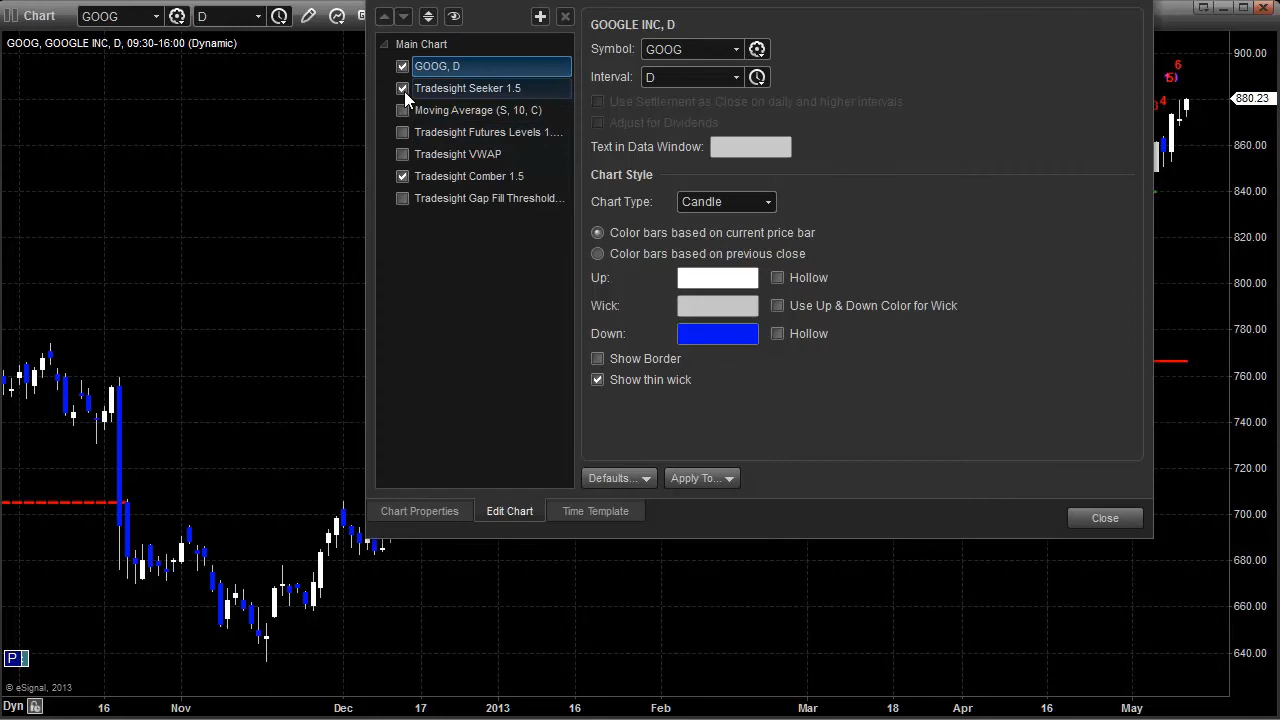 Chart
GOOG
D
GOOG, GOOGLE INC, D, 09:30-16:00 (Dynamic)
Main Chart
GOOG, D
Tradesight Seeker 1.5
Moving Average (S, 10, C)
Tradesight Futures Levels 1....
Tradesight VWAP
Tradesight Comber 1.5
Tradesight Gap Fill Threshold...
GOOGLE INC, D
Symbol: GOOG
Interval: D
Use Settlement as Close on daily and higher intervals
Adjust for Dividends
Text in Data Window:
Chart Style
Chart Type: Candle
Color bars based on current price bar
Color bars based on previous close
Up: Hollow
Wick: Use Up & Down Color for Wick
Down: Hollow
Show Border
Show thin wick
Defaults... Apply To...
Chart Properties Edit Chart Time Template
Close
6
5
4
900.00
880.23
860.00
840.00
820.00
800.00
780.00
760.00
740.00
720.00
700.00
680.00
660.00
640.00
P
© eSignal, 2013
Dyn
16 Nov Dec 17 2013 16 Feb Mar 18 Apr 16 May